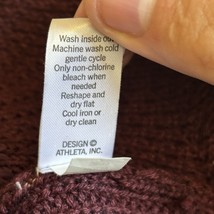 Wash inside out
Machine wash cold
gentle cycle
Only non-chlorine
bleach when
needed
Reshape and
dry flat
Cool iron or
dry clean
DESIGN ©
ATHLETA, INC.